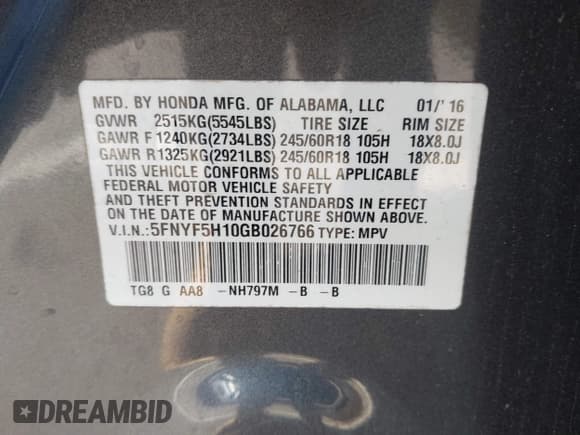 MFD. BY HONDA MFG. OF ALABAMA, LLC 01/'16
GVWR 2515KG(5545LBS) TIRE SIZE RIM SIZE
GAWR F 1240KG(2734LBS) 245/60R18 105H 18X8.0J
GAWR R1325KG(2921LBS) 245/60R18 105H 18X8.0J
THIS VEHICLE CONFORMS TO ALL APPLICABLE
FEDERAL MOTOR VEHICLE SAFETY
AND THEFT PREVENTION STANDARDS IN EFFECT
ON THE DATE OF MANUFACTURE SHOWN ABOVE.
V.I.N.: 5FNYF5H10GB026766 TYPE: MPV
TG8 G AA8 -NH797M -B -B
DREAMBID